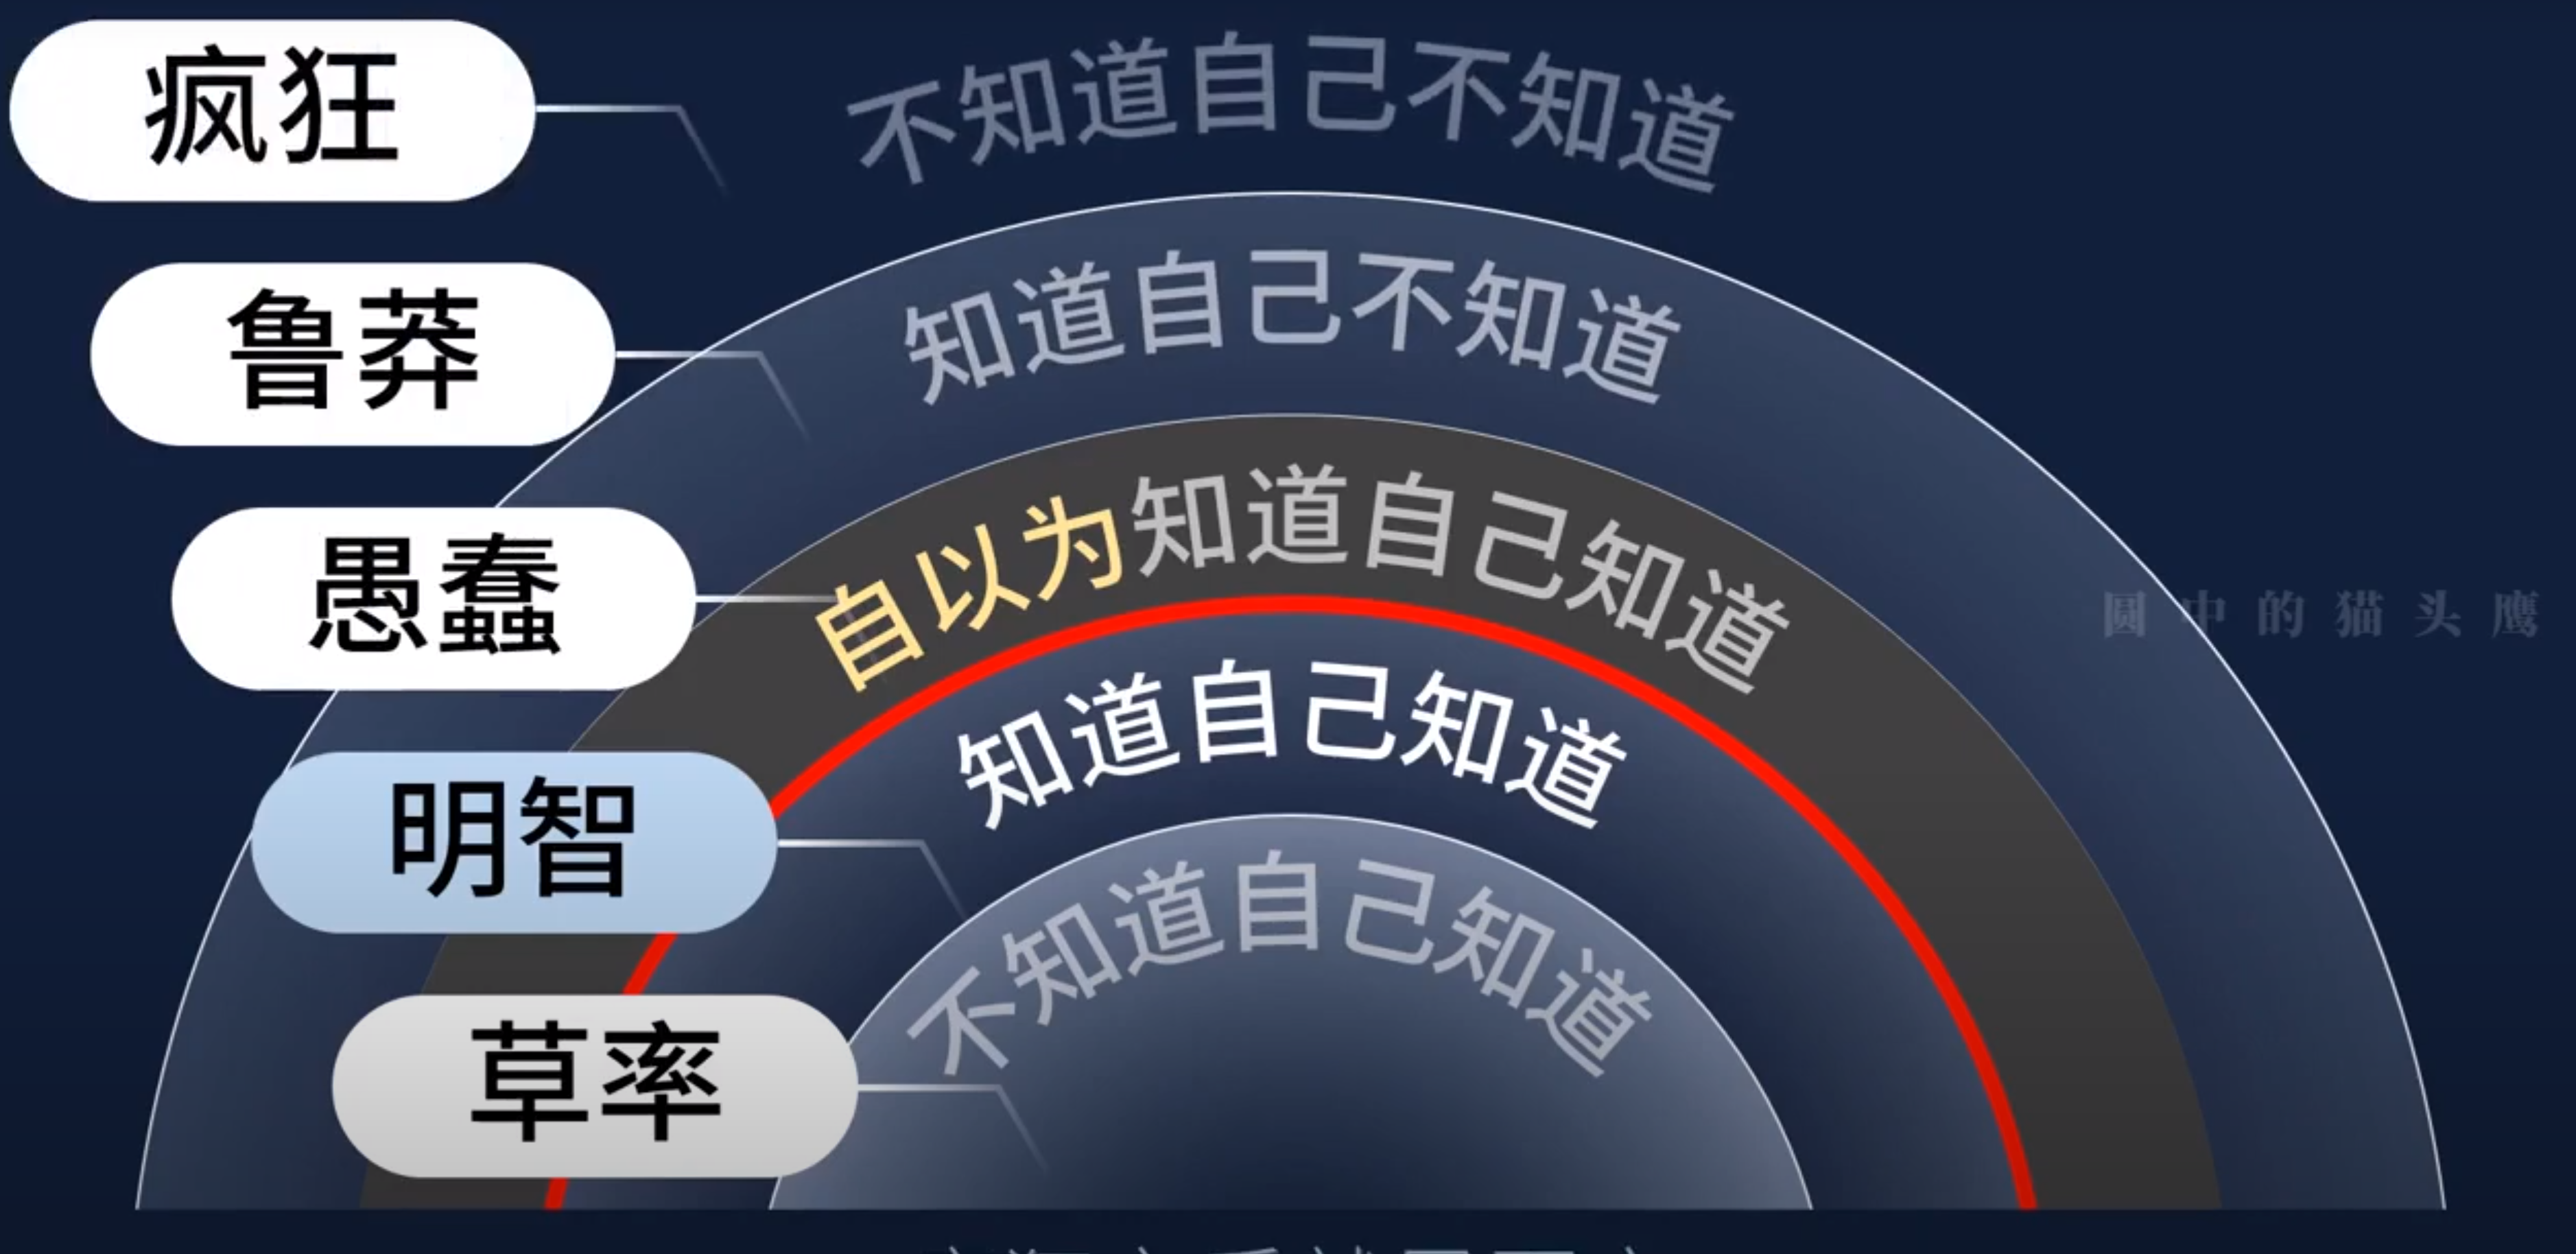 疯狂
不知道自己不知道
鲁莽
知道自己不知道
愚蠢
自以为知道自己知道
圆中的猫头鹰
明智
知道自己知道
草率
不知道自己知道